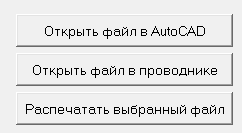 Открыть файл в AutoCAD
Открыть файл в проводнике
Распечатать выбранный файл